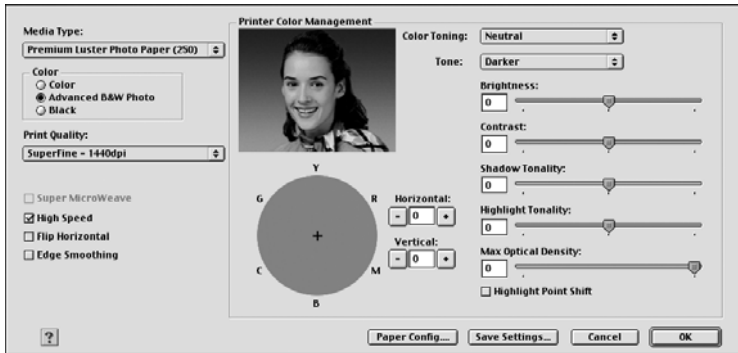 Media Type:
Premium Luster Photo Paper (250)
Color
Color
Advanced B&W Photo
Black
Print Quality:
SuperFine - 1440dpi
Super MicroWeave
High Speed
Flip Horizontal
Edge Smoothing
Printer Color Management
Color Toning: Neutral
Tone: Darker
Brightness:
0
Contrast:
0
Shadow Tonality:
0
Highlight Tonality:
0
Max Optical Density:
0
Highlight Point Shift
Y
G R
C M
B
Horizontal:
- 0 +
Vertical:
- 0 +
?
Paper Config.... Save Settings... Cancel OK